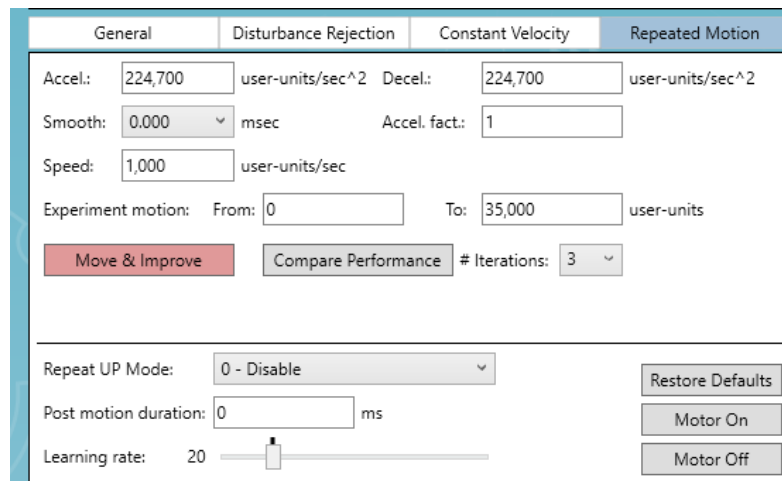 General Disturbance Rejection Constant Velocity Repeated Motion
Accel.: 224,700 user-units/sec^2 Decel.: 224,700 user-units/sec^2
Smooth: 0.000 msec Accel. fact.: 1
Speed: 1,000 user-units/sec
Experiment motion: From: 0 To: 35,000 user-units
Move & Improve Compare Performance # Iterations: 3
Repeat UP Mode: 0 - Disable
Restore Defaults
Post motion duration: 0 ms Motor On
Learning rate: 20 Motor Off